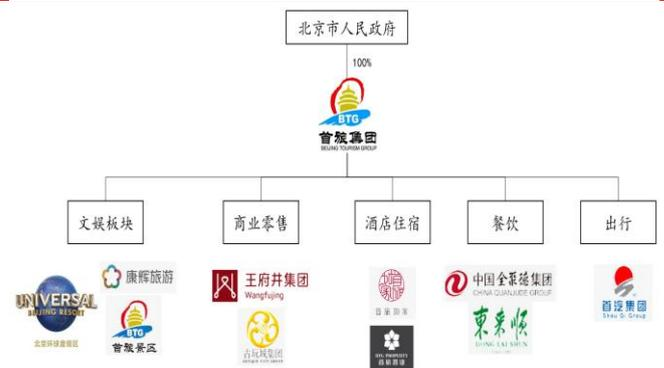 北京市人民政府
100%
BTG
首旅集团
BEIJING TOURISM GROUP
文娱板块
商业零售
酒店住宿
餐饮
出行
UNIVERSAL
BEIJING RESORT
北京环球度假区
康辉旅游
BTG
首旅景区
王府井集团
Wangfujing
古玩城集团
首旅如家
BTG PROPERTY
首旅置业
中国全聚德集团
CHINA QUANJUDE GROUP
東来顺
DONG LAI SHUN
首汽集团
Shou Qi Group